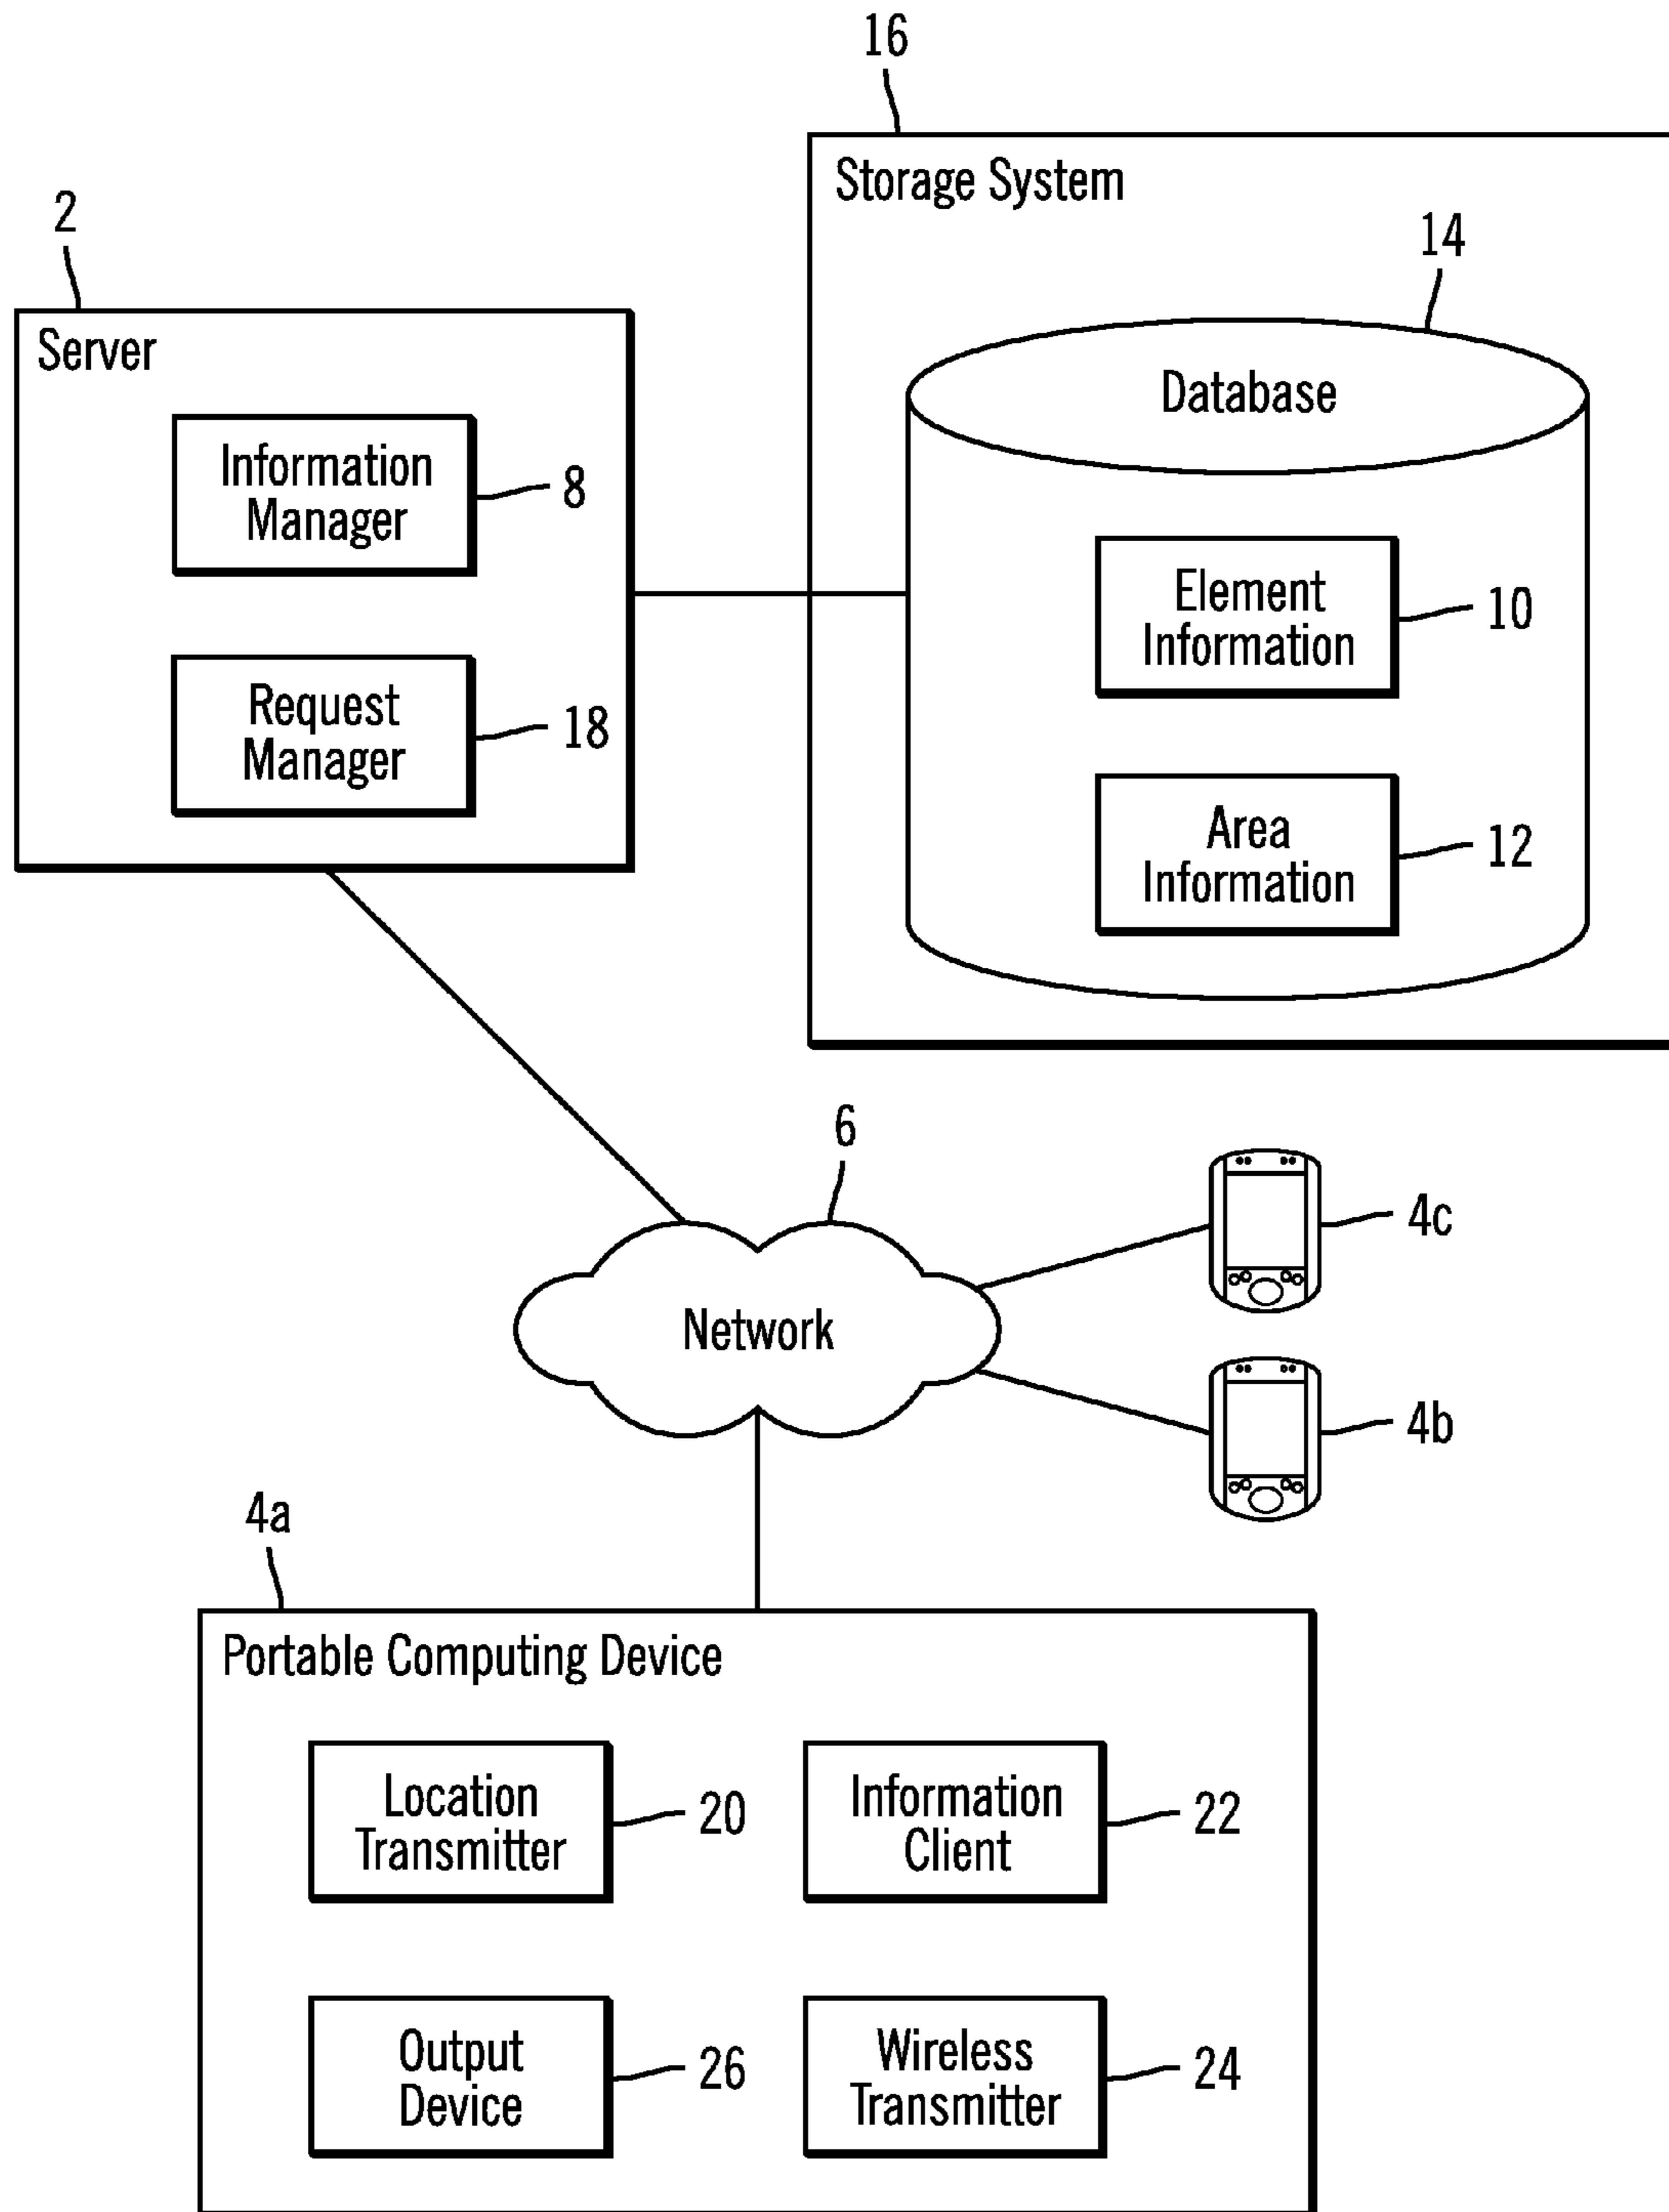 16
Storage System
2
14
Server
Database
Information
Manager
8
Element
Information
10
Request
Manager
18
Area
Information
12
6
4c
Network
4b
4a
Portable Computing Device
Location
Transmitter
20
Information
Client
22
Output
Device
26
Wireless
Transmitter
24